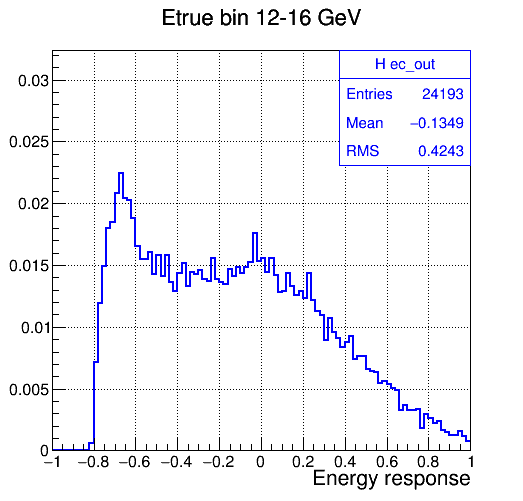 Etrue bin 12-16 GeV
H ec_out
Entries 24193
Mean −0.1349
RMS 0.4243
0.03
0.025
0.02
0.015
0.01
0.005
0
−1 −0.8 −0.6 −0.4 −0.2 0 0.2 0.4 0.6 0.8 1
Energy response